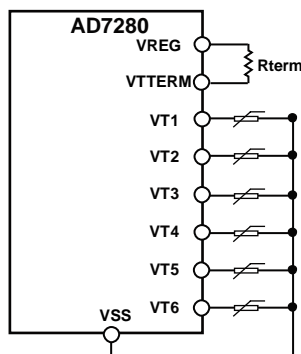 AD7280
VREG
Rterm
VTTERM
VT1
VT2
VT3
VT4
VT5
VT6
VSS